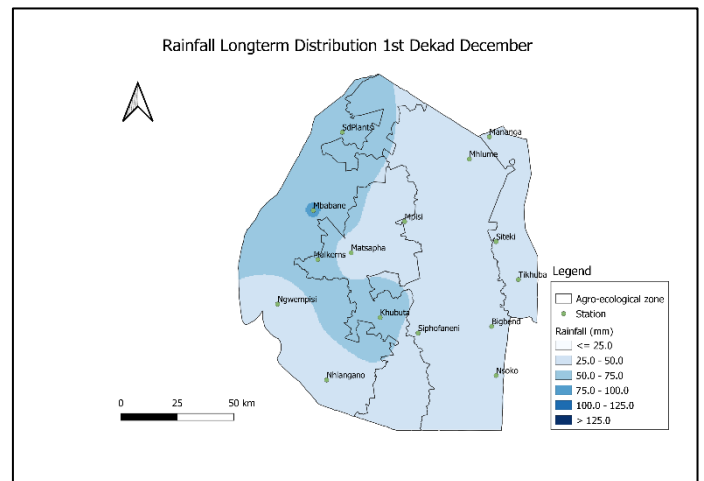 Rainfall Longterm Distribution 1st Dekad December
SdPlants
Mananga
Mhlume
Mbabane
Mpisi
Siteki
Matsapha
Malkerns
Tikhuba
Legend
Ngwempisi
Agro-ecological zone
Khubuta
Station
Siphofaneni
Bigbend
Rainfall (mm)
<= 25.0
25.0 - 50.0
Nhlangano
Nsoko
50.0 - 75.0
75.0 - 100.0
0 25 50 km
100.0 - 125.0
> 125.0